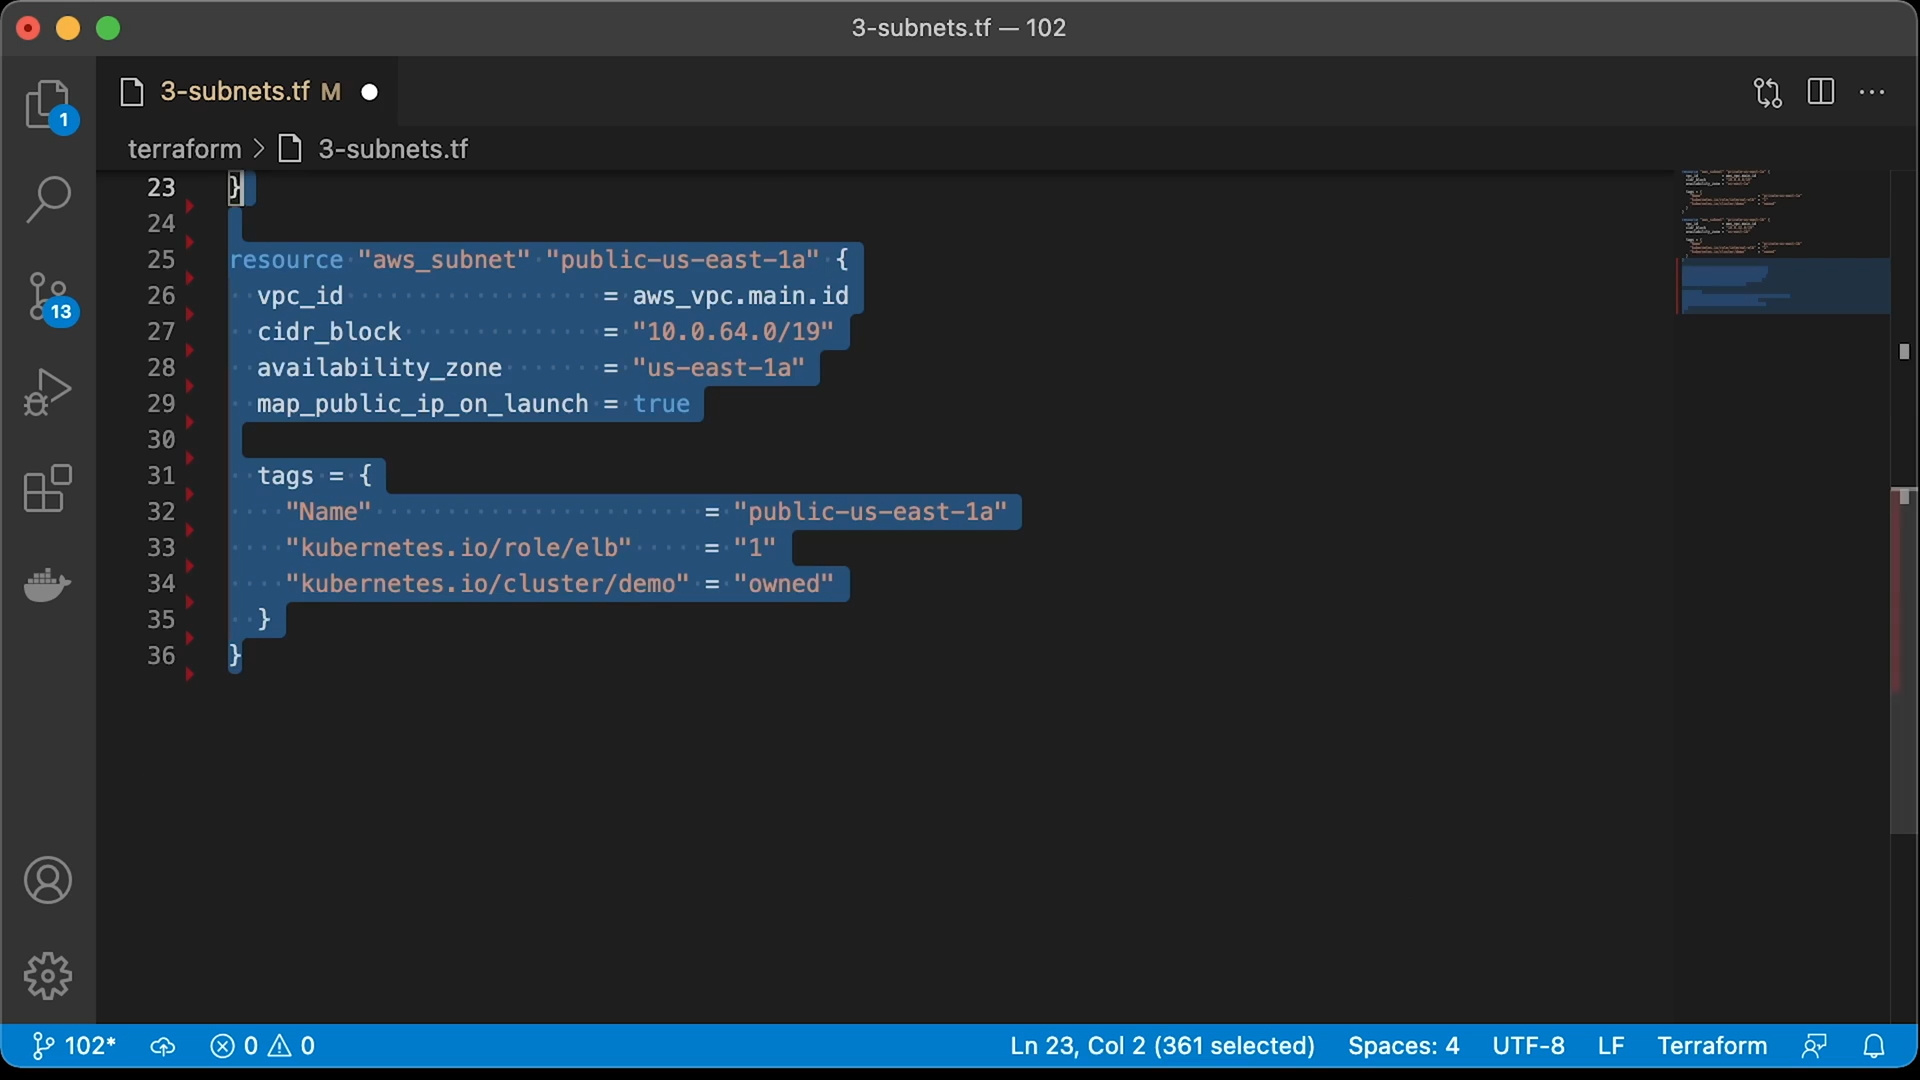 3-subnets.tf — 102
3-subnets.tf M
1
terraform > 3-subnets.tf
23 }
24
25 resource "aws_subnet" "public-us-east-1a" {
26 vpc_id = aws_vpc.main.id
27 cidr_block = "10.0.64.0/19"
28 availability_zone = "us-east-1a"
29 map_public_ip_on_launch = true
30
31 tags = {
32 "Name" = "public-us-east-1a"
33 "kubernetes.io/role/elb" = "1"
34 "kubernetes.io/cluster/demo" = "owned"
35 }
36 }
13
102* 0 0 Ln 23, Col 2 (361 selected) Spaces: 4 UTF-8 LF Terraform